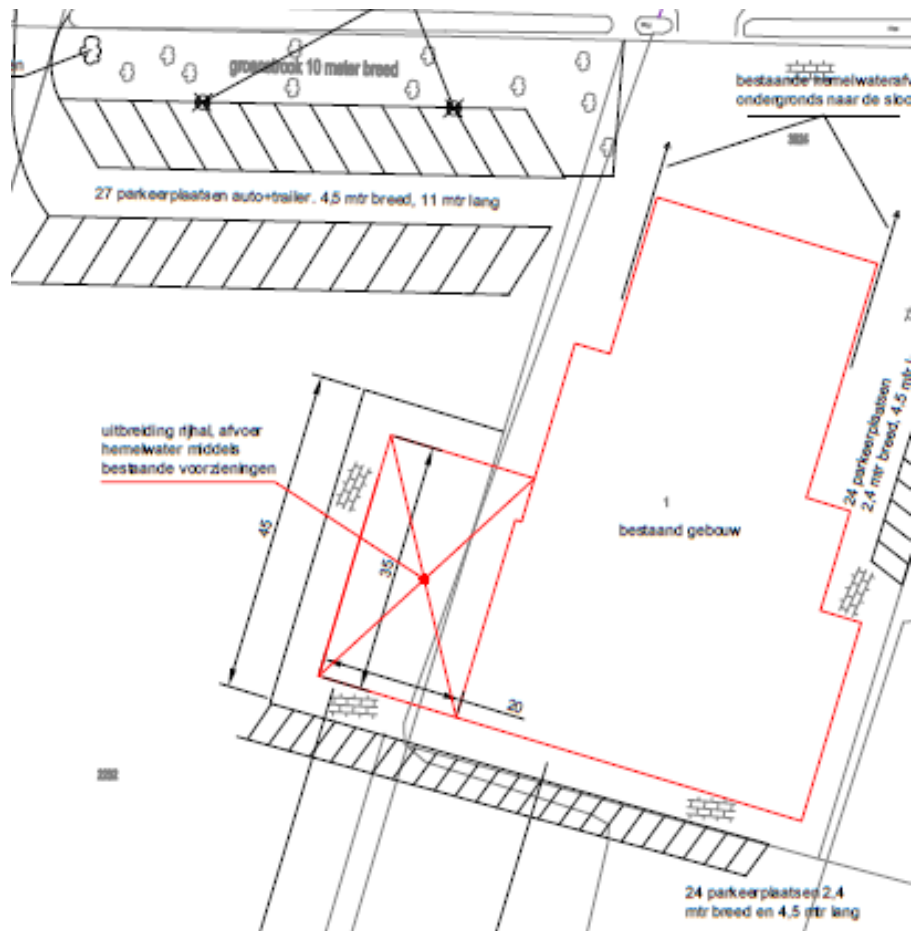 groenstrook 10 meter breed
bestaande hemelwaterafv
ondergronds naar de sloo
27 parkeerplaatsen auto+trailer. 4,5 mtr breed, 11 mtr lang
24 parkeerplaatsen
2,4 mtr breed, 4,5 mtr l
uitbreiding rijhal, afvoer
hemelwater middels
bestaande voorzieningen
45
35
20
1
bestaand gebouw
24 parkeerplaatsen 2,4
mtr breed en 4,5 mtr lang